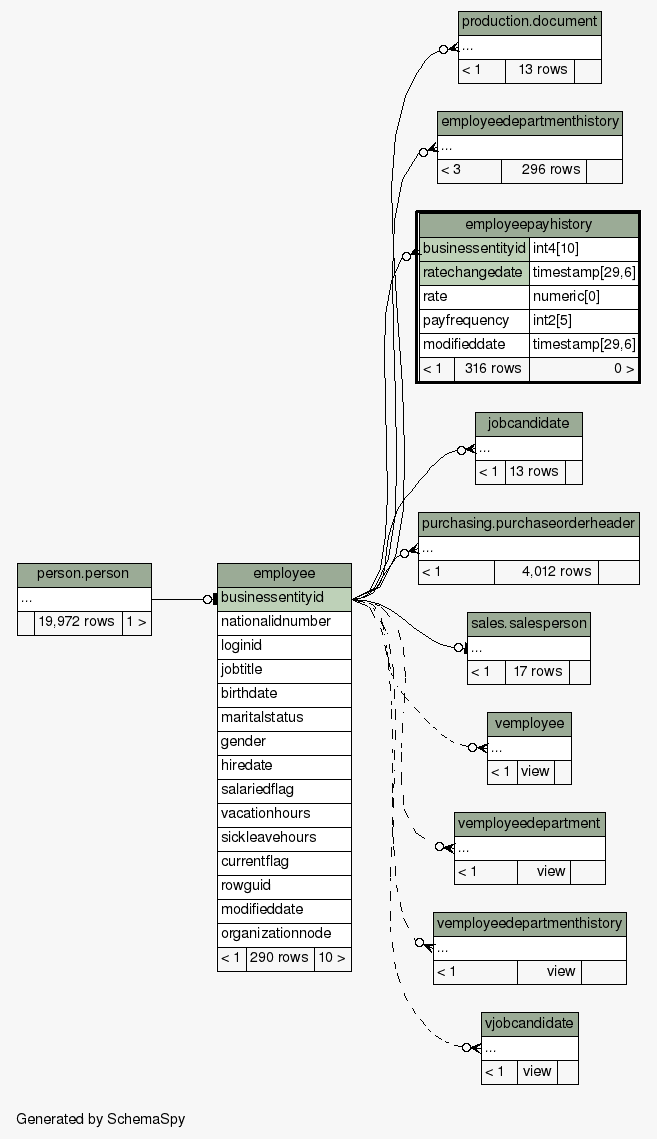 production.document
...
< 1 13 rows
employeedepartmenthistory
...
< 3 296 rows
employeepayhistory
businessentityid int4[10]
ratechangedate timestamp[29,6]
rate numeric[0]
payfrequency int2[5]
modifieddate timestamp[29,6]
< 1 316 rows 0 >
jobcandidate
...
< 1 13 rows
purchasing.purchaseorderheader
...
< 1 4,012 rows
person.person
...
19,972 rows 1 >
employee
businessentityid
nationalidnumber
loginid
jobtitle
birthdate
maritalstatus
gender
hiredate
salariedflag
vacationhours
sickleavehours
currentflag
rowguid
modifieddate
organizationnode
< 1 290 rows 10 >
sales.salesperson
...
< 1 17 rows
vemployee
...
< 1 view
vemployeedepartment
...
< 1 view
vemployeedepartmenthistory
...
< 1 view
vjobcandidate
...
< 1 view
Generated by SchemaSpy